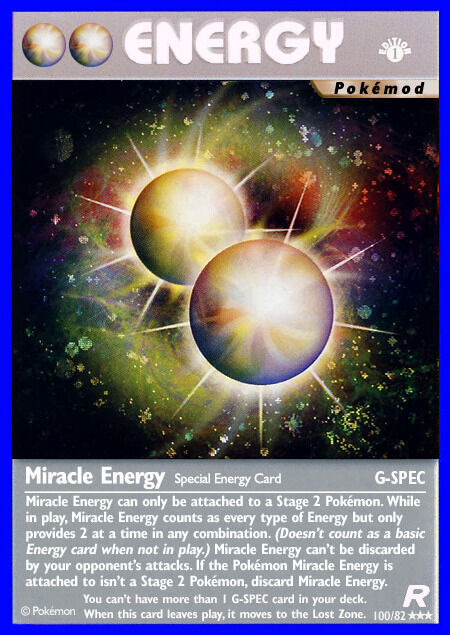 ENERGY
EDITION
1
Pokémod
Miracle Energy Special Energy Card G-SPEC
Miracle Energy can only be attached to a Stage 2 Pokémon. While
in play, Miracle Energy counts as every type of Energy but only
provides 2 at a time in any combination. (Doesn't count as a basic
Energy card when not in play.) Miracle Energy can't be discarded
by your opponent's attacks. If the Pokémon Miracle Energy is
attached to isn't a Stage 2 Pokémon, discard Miracle Energy.
You can't have more than 1 G-SPEC card in your deck.
When this card leaves play, it moves to the Lost Zone.
© Pokémon
R
100/82 ★★★